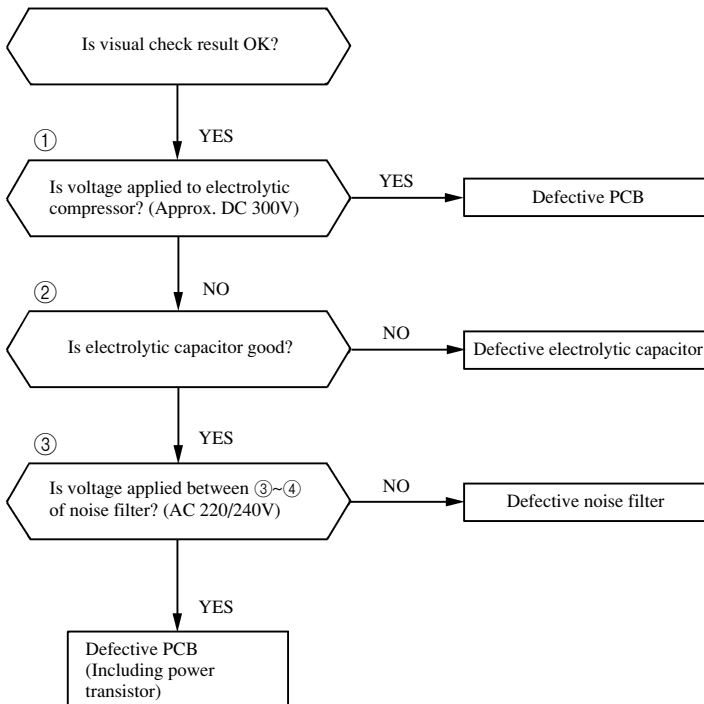 Is visual check result OK?
YES
①
Is voltage applied to electrolytic
compressor? (Approx. DC 300V)
YES
Defective PCB
NO
②
Is electrolytic capacitor good?
NO
Defective electrolytic capacitor
YES
③
Is voltage applied between ③~④
of noise filter? (AC 220/240V)
NO
Defective noise filter
YES
Defective PCB
(Including power
transistor)